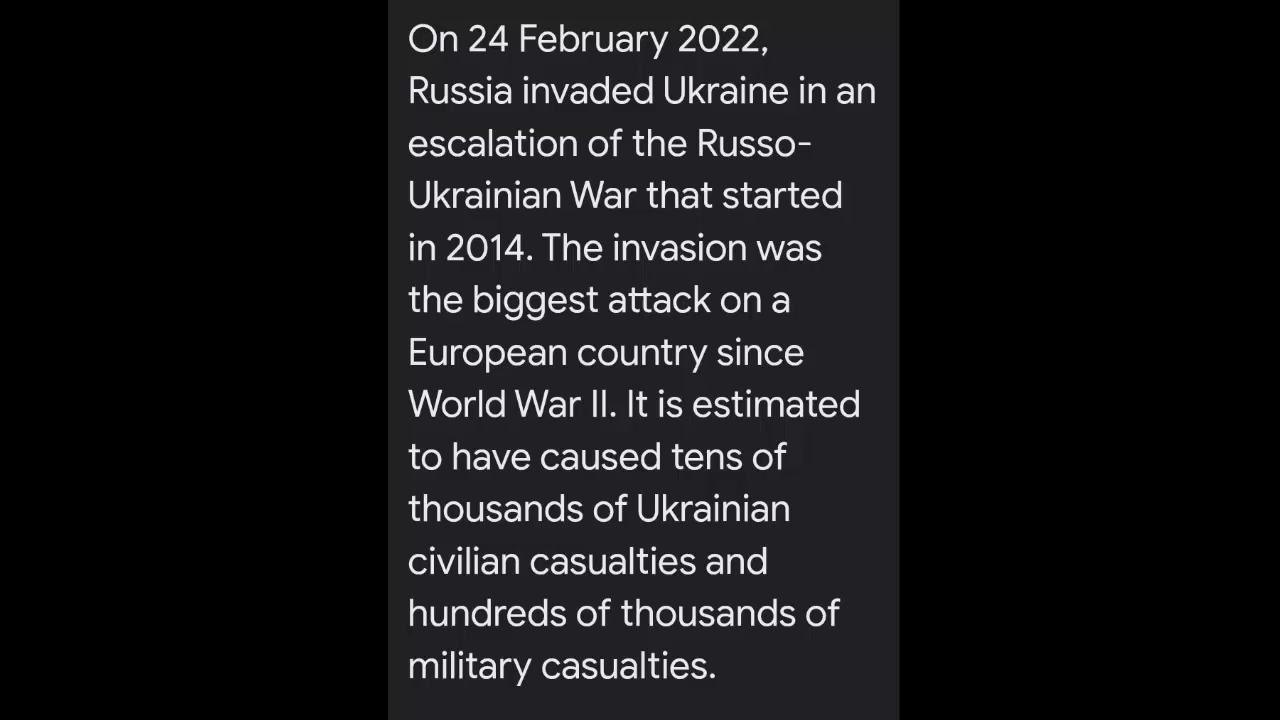 On 24 February 2022,
Russia invaded Ukraine in an
escalation of the Russo-
Ukrainian War that started
in 2014. The invasion was
the biggest attack on a
European country since
World War II. It is estimated
to have caused tens of
thousands of Ukrainian
civilian casualties and
hundreds of thousands of
military casualties.